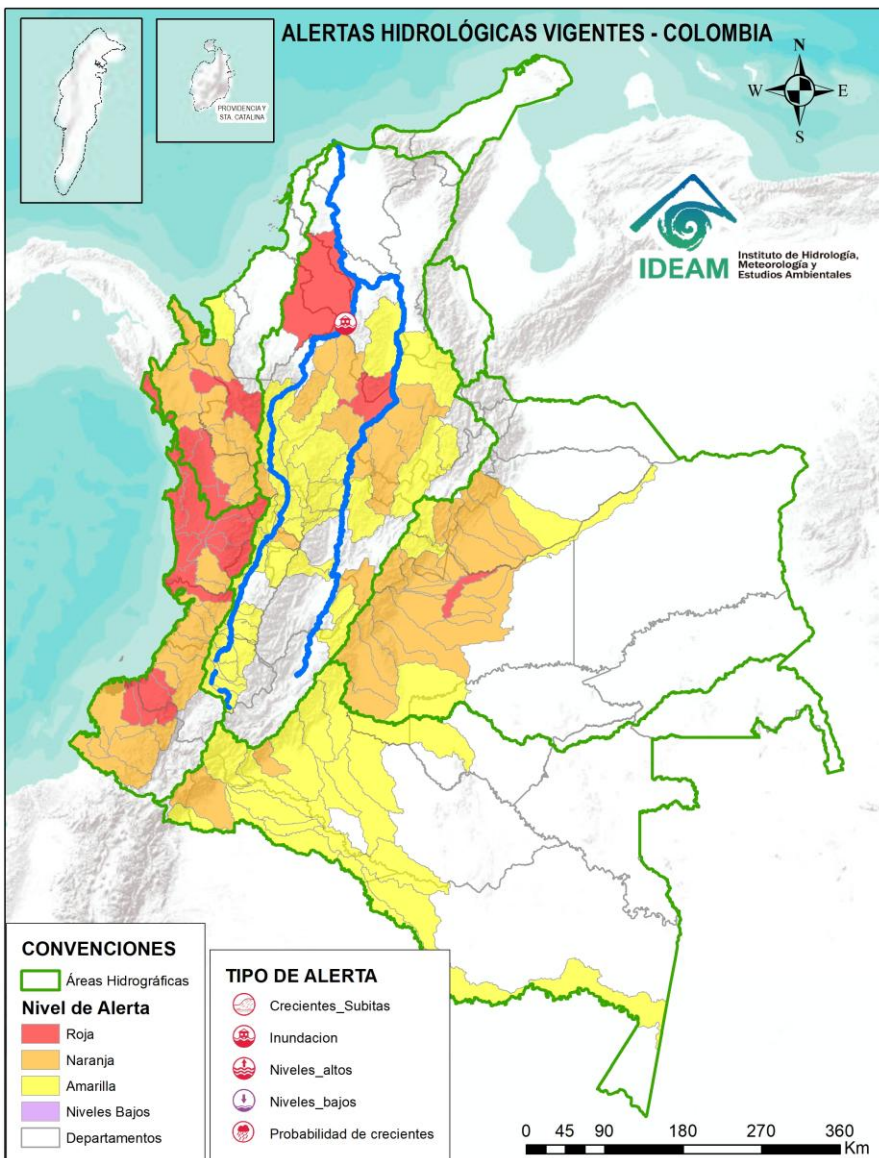 ALERTAS HIDROLÓGICAS VIGENTES - COLOMBIA
PROVIDENCIA Y
STA. CATALINA
N
W
E
S
IDEAM
Instituto de Hidrología,
Meteorología y
Estudios Ambientales
CONVENCIONES
Áreas Hidrográficas
Nivel de Alerta
Roja
Naranja
Amarilla
Niveles Bajos
Departamentos
TIPO DE ALERTA
Crecientes_Subitas
Inundacion
Niveles_altos
Niveles_bajos
Probabilidad de crecientes
0 45 90 180 270 360
Km